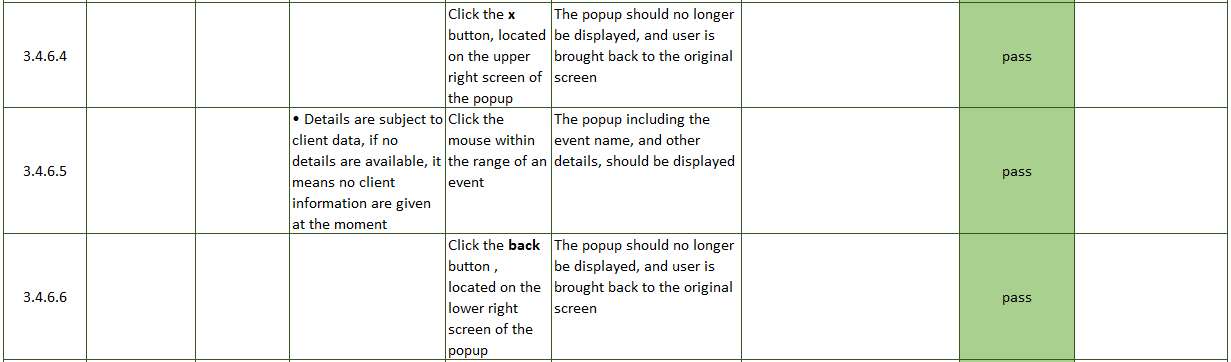 3.4.6.4
Click the x
button, located
on the upper
right screen of
the popup
The popup should no longer
be displayed, and user is
brought back to the original
screen
pass
3.4.6.5
• Details are subject to
client data, if no
details are available, it
means no client
information are given
at the moment
Click the
mouse within
the range of an
event
The popup including the
event name, and other
details, should be displayed
pass
3.4.6.6
Click the back
button ,
located on the
lower right
screen of the
popup
The popup should no longer
be displayed, and user is
brought back to the original
screen
pass